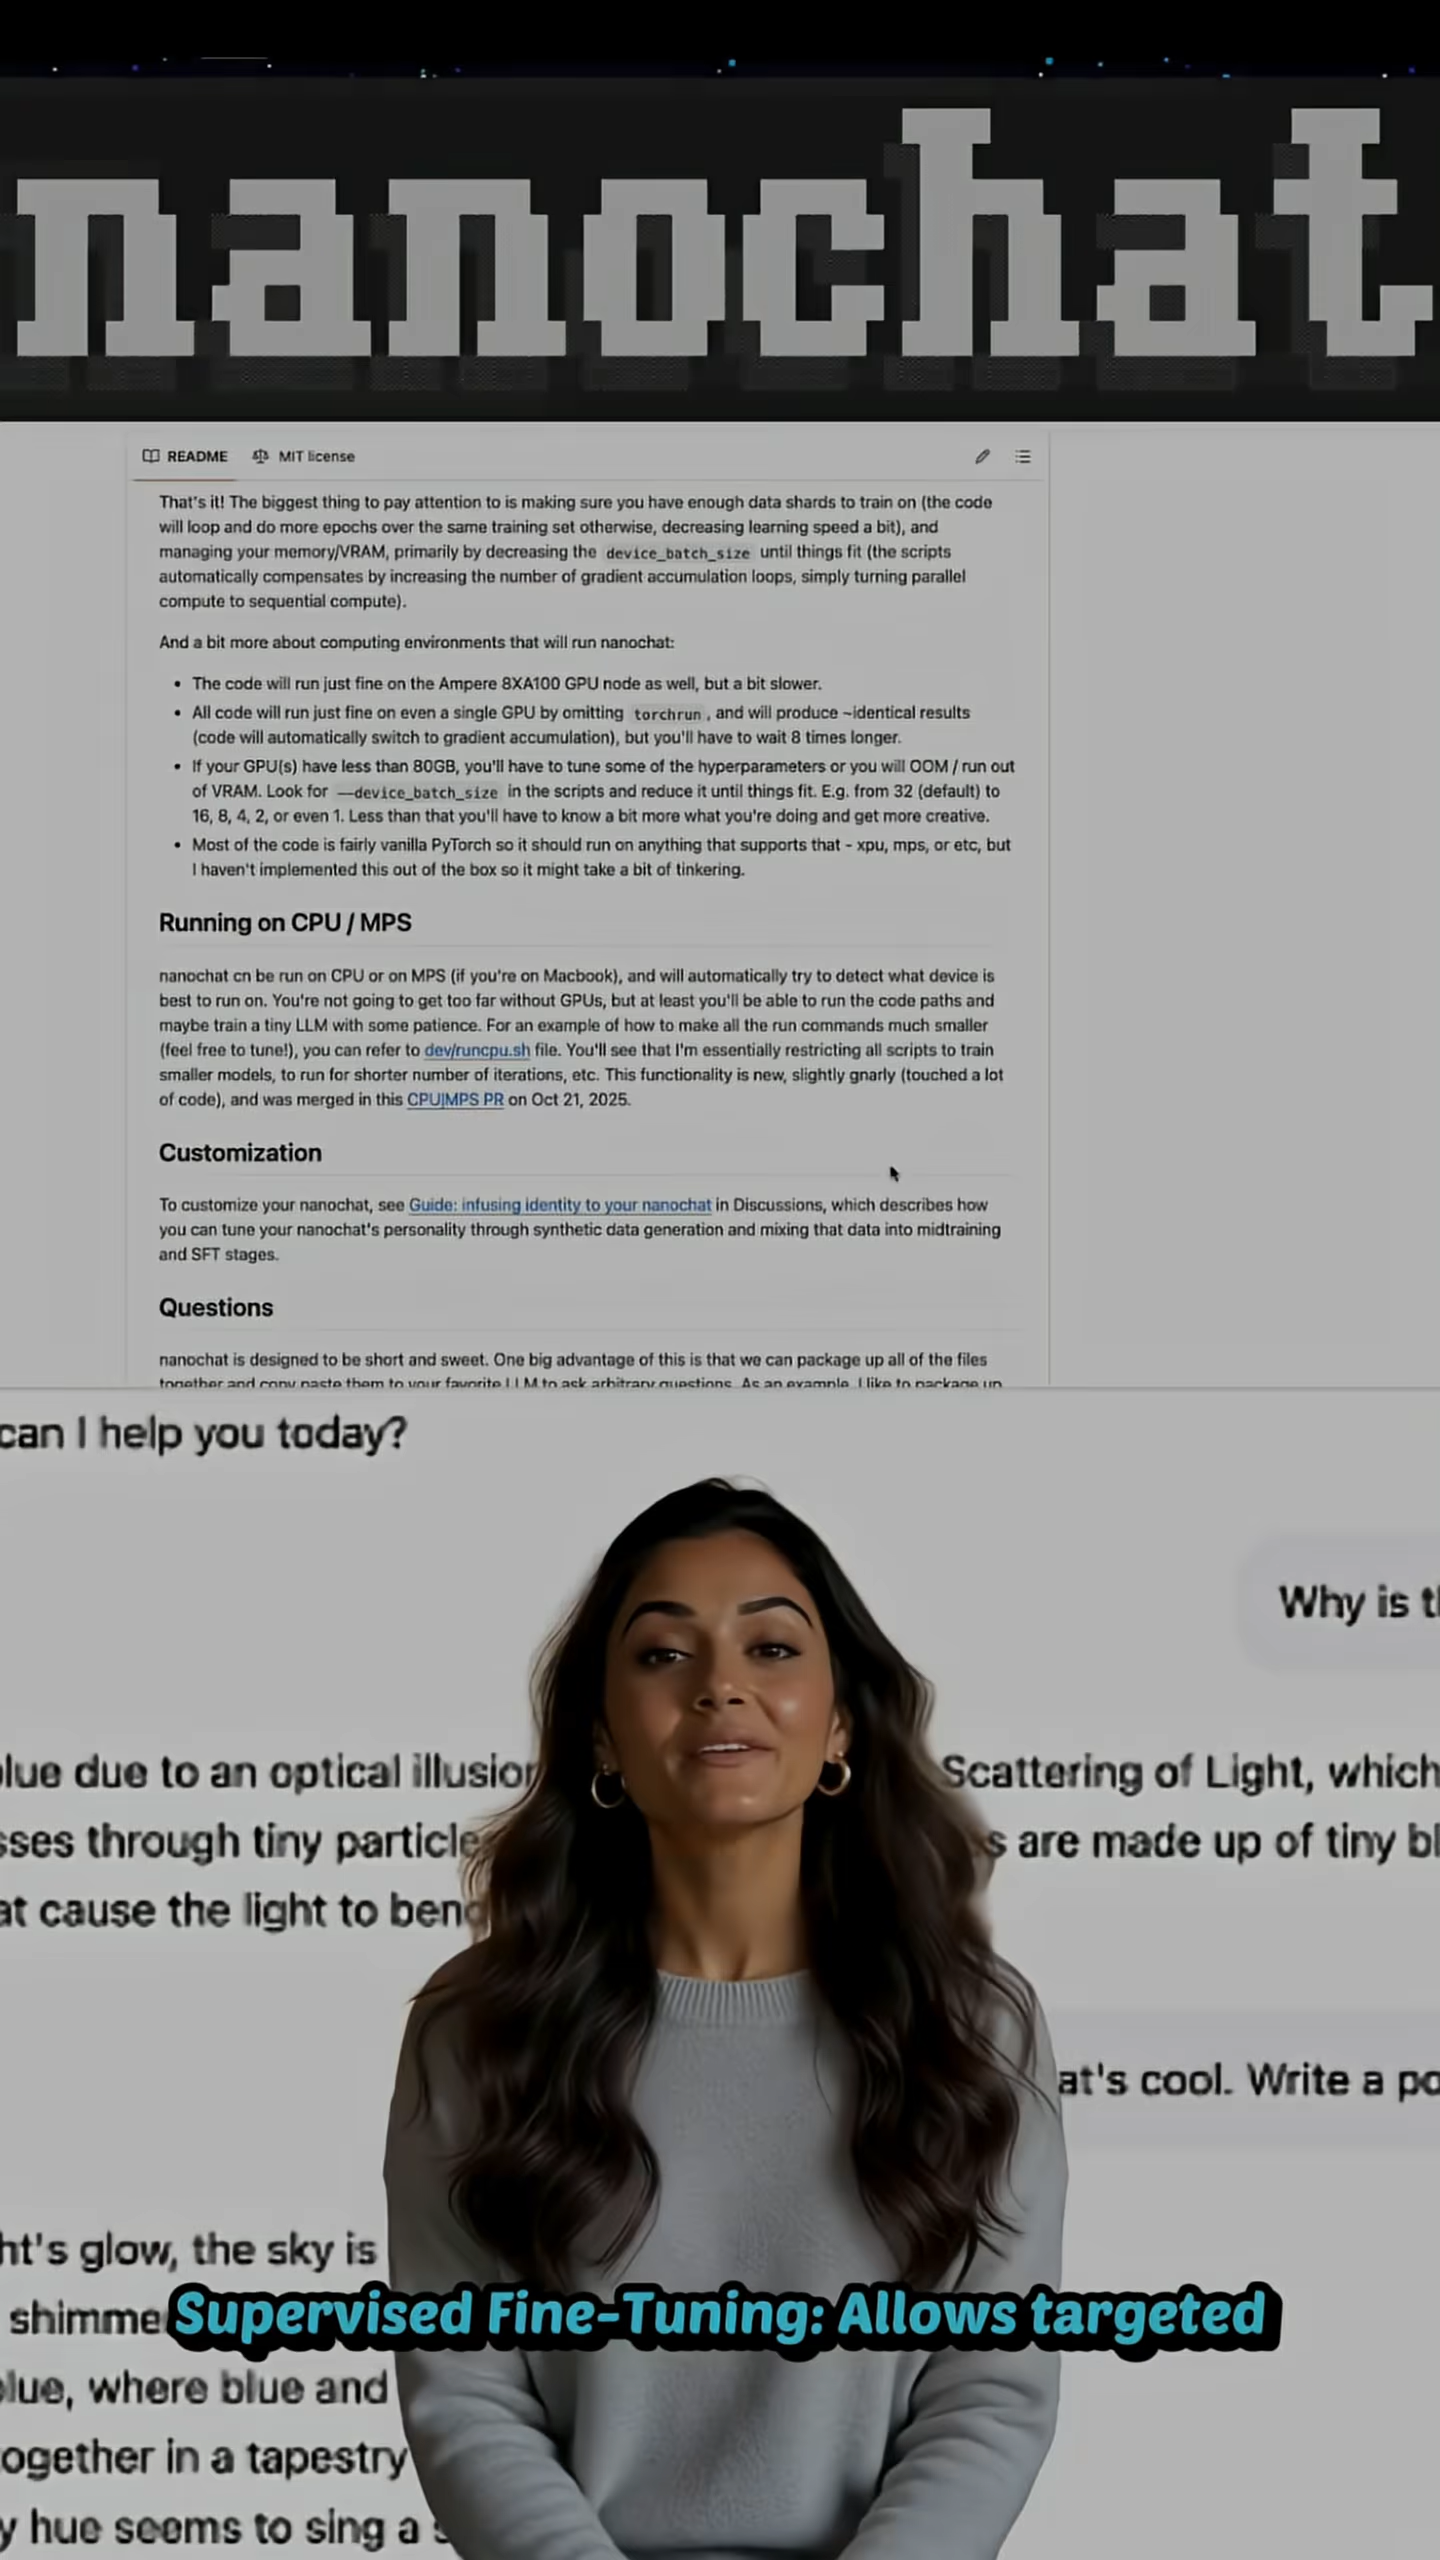 nanochat
README
MIT license
That's it! The biggest thing to pay attention to is making sure you have enough data shards to train on (the code
will loop and do more epochs over the same training set otherwise, decreasing learning speed a bit), and
managing your memory/VRAM, primarily by decreasing the device_batch_size until things fit (the scripts
automatically compensates by increasing the number of gradient accumulation loops, simply turning parallel
compute to sequential compute).
And a bit more about computing environments that will run nanochat:
• The code will run just fine on the Ampere 8XA100 GPU node as well, but a bit slower.
• All code will run just fine on even a single GPU by omitting torchrun, and will produce ~identical results
(code will automatically switch to gradient accumulation), but you'll have to wait 8 times longer.
• If your GPU(s) have less than 80GB, you'll have to tune some of the hyperparameters or you will OOM / run out
of VRAM. Look for --device_batch_size in the scripts and reduce it until things fit. E.g. from 32 (default) to
16, 8, 4, 2, or even 1. Less than that you'll have to know a bit more what you're doing and get more creative.
• Most of the code is fairly vanilla PyTorch so it should run on anything that supports that - xpu, mps, or etc, but
I haven't implemented this out of the box so it might take a bit of tinkering.
Running on CPU / MPS
nanochat cn be run on CPU or on MPS (if you're on Macbook), and will automatically try to detect what device is
best to run on. You're not going to get too far without GPUs, but at least you'll be able to run the code paths and
maybe train a tiny LLM with some patience. For an example of how to make all the run commands much smaller
(feel free to tune!), you can refer to dev/runcpu.sh file. You'll see that I'm essentially restricting all scripts to train
smaller models, to run for shorter number of iterations, etc. This functionality is new, slightly gnarly (touched a lot
of code), and was merged in this CPU|MPS PR on Oct 21, 2025.
Customization
To customize your nanochat, see Guide: infusing identity to your nanochat in Discussions, which describes how
you can tune your nanochat's personality through synthetic data generation and mixing that data into midtraining
and SFT stages.
Questions
nanochat is designed to be short and sweet. One big advantage of this is that we can package up all of the files
together and copy paste them to your favorite LLM to ask arbitrary questions. As an example, I like to package up
can I help you today?
Why is t
lue due to an optical illusion Scattering of Light, which
sses through tiny particle s are made up of tiny bl
at cause the light to bend
at's cool. Write a po
ht's glow, the sky is
shimme
Supervised Fine-Tuning: Allows targeted
lue, where blue and
ogether in a tapestry
y hue seems to sing a s